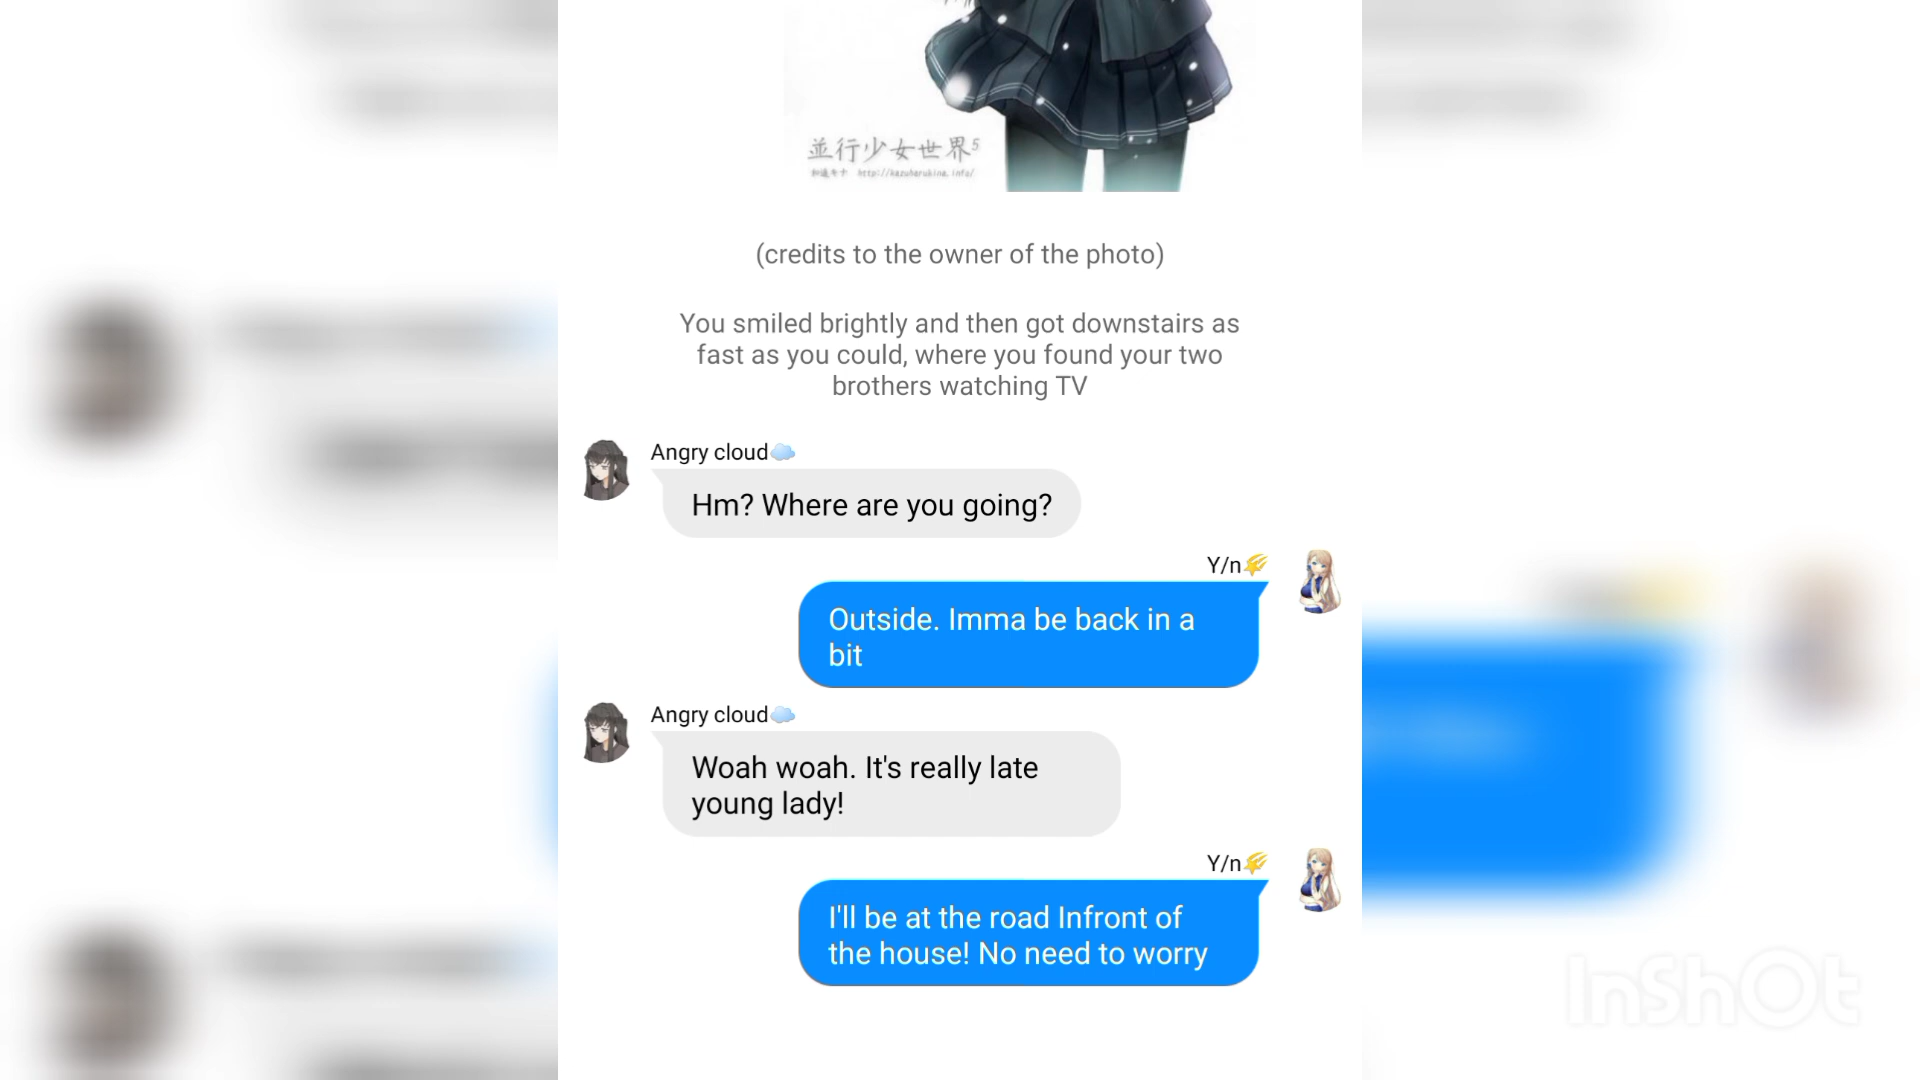 並行少女世界5
http://kazuharukina.info/
(credits to the owner of the photo)
You smiled brightly and then got downstairs as
fast as you could, where you found your two
brothers watching TV
Angry cloud☁️
Hm? Where are you going?
Y/n🌠
Outside. Imma be back in a
bit
Angry cloud☁️
Woah woah. It's really late
young lady!
Y/n🌠
I'll be at the road Infront of
the house! No need to worry
InShOt